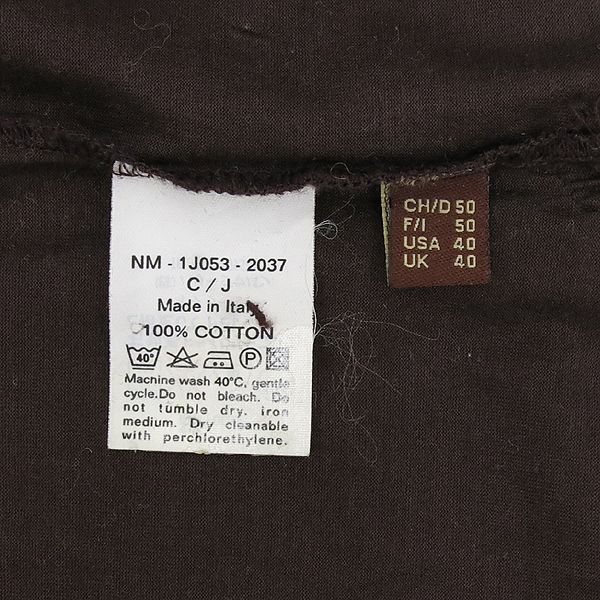 NM - 1J053 - 2037
C / J
Made in Italy
100% COTTON
40°
P
Machine wash 40°C, gentle
cycle.Do not bleach. Do
not tumble dry. iron
medium. Dry cleanable
with perchlorethylene.
CH/D 50
F/I 50
USA 40
UK 40